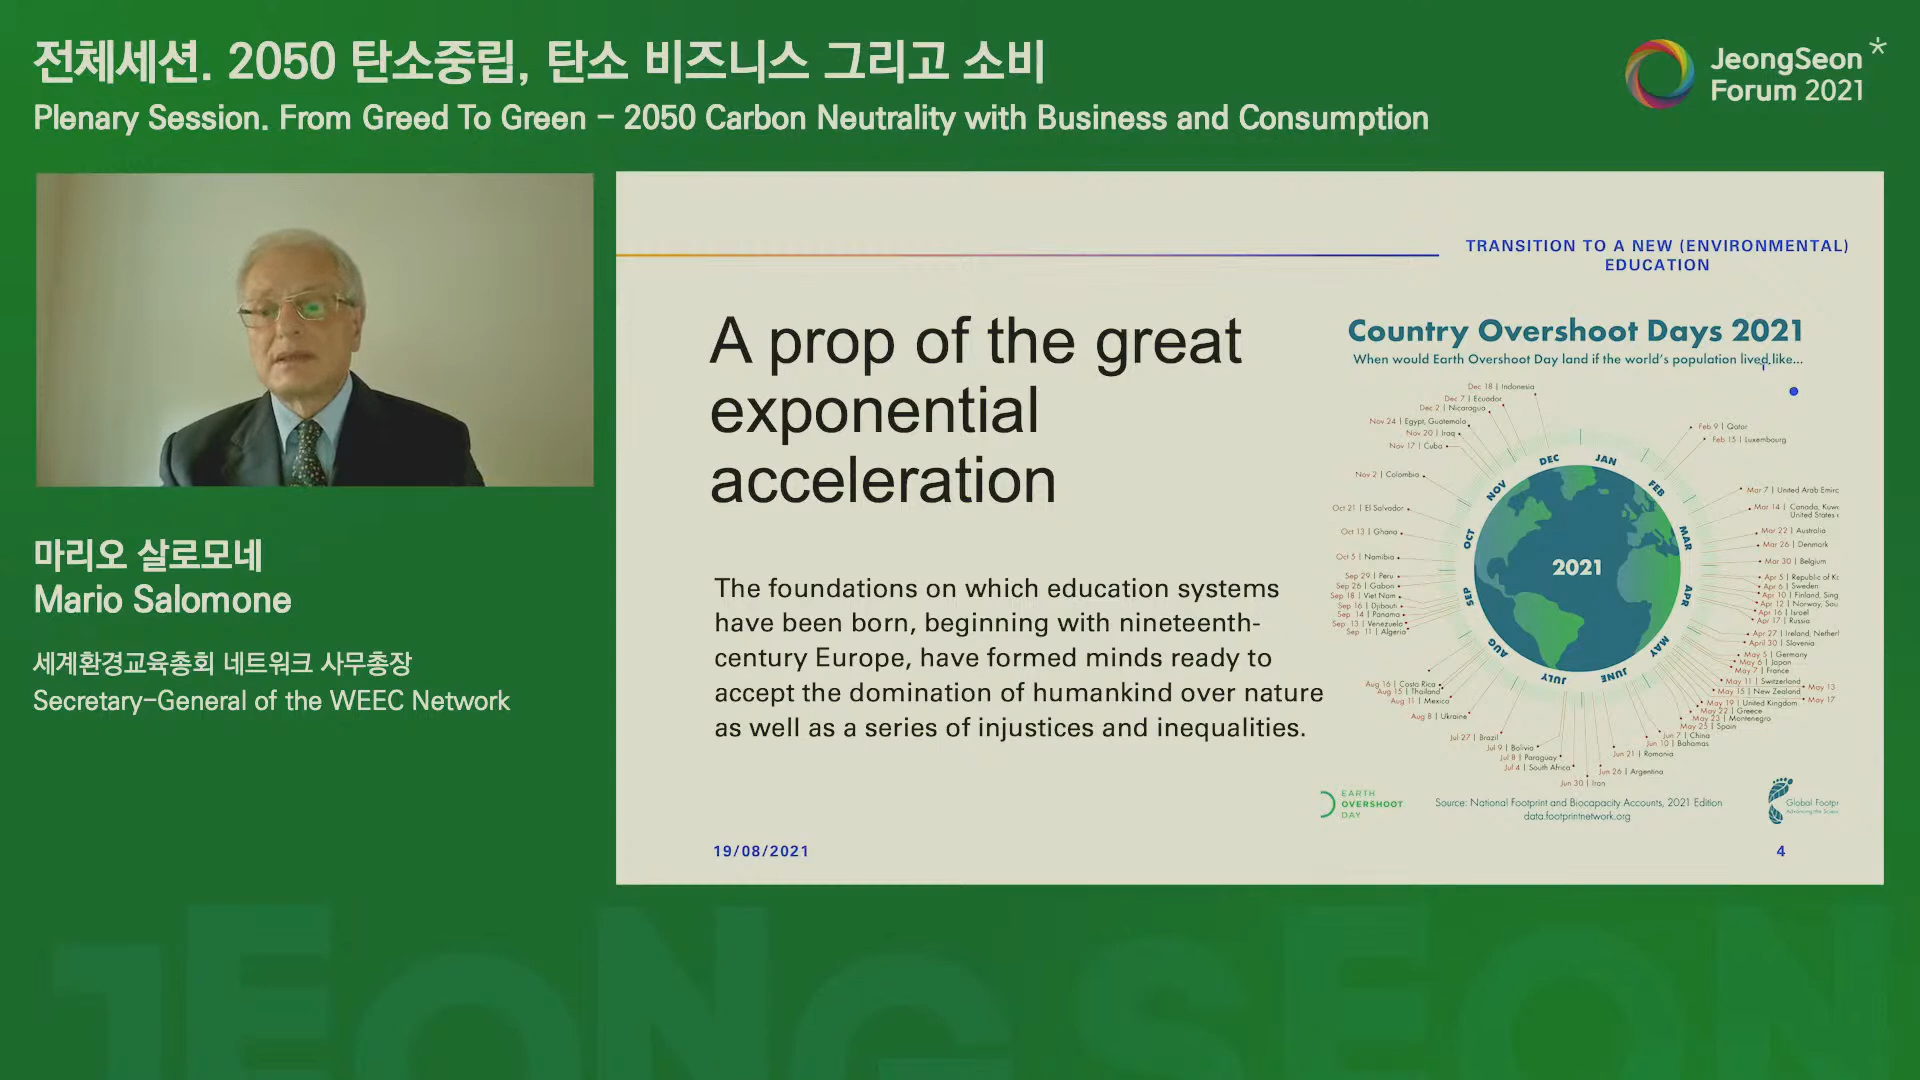 전체세션. 2050 탄소중립, 탄소 비즈니스 그리고 소비
Plenary Session. From Greed To Green – 2050 Carbon Neutrality with Business and Consumption
JeongSeon*
Forum 2021
마리오 살로모네
Mario Salomone
세계환경교육총회 네트워크 사무총장
Secretary-General of the WEEC Network
TRANSITION TO A NEW (ENVIRONMENTAL)
EDUCATION
A prop of the great
exponential
acceleration
The foundations on which education systems
have been born, beginning with nineteenth-
century Europe, have formed minds ready to
accept the domination of humankind over nature
as well as a series of injustices and inequalities.
19/08/2021
Country Overshoot Days 2021
When would Earth Overshoot Day land if the world's population lived like...
Dec 18 | Indonesia
Dec 7 | Ecuador
Dec 2 | Nicaragua
Nov 24 | Egypt, Guatemala
Nov 20 | Iraq
Nov 17 | Cuba
Nov 2 | Colombia
Oct 21 | El Salvador
Oct 13 | Ghana
Oct 5 | Namibia
Sep 29 | Peru
Sep 26 | Gabon
Sep 18 | Viet Nam
Sep 16 | Djibouti
Sep 14 | Panama
Sep 13 | Venezuela
Sep 11 | Algeria
Aug 16 | Costa Rica
Aug 15 | Thailand
Aug 11 | Mexico
Aug 8 | Ukraine
Jul 27 | Brazil
Jul 9 | Bolivia
Jul 8 | Paraguay
Jul 4 | South Africa
Jun 30 | Iran
Feb 9 | Qatar
Feb 15 | Luxembourg
Mar 7 | United Arab Emirc
Mar 14 | Canada, Kuw
United States
Mar 22 | Australia
Mar 26 | Denmark
Mar 30 | Belgium
Apr 5 | Republic of Kc
Apr 6 | Sweden
Apr 10 | Finland, Sing
Apr 12 | Norway, Sau
Apr 16 | Israel
Apr 17 | Russia
Apr 27 | Ireland, Nether
April 30 | Slovenia
May 5 | Germany
May 6 | Japan
May 7 | France
May 11 | Switzerland
May 13
May 15 | New Zealand
May 17
May 19 | United Kingdom
May 22 | Greece
May 23 | Montenegro
May 25 | Spain
Jun 7 | China
Jun 10 | Bahamas
Jun 21 | Romania
Jun 26 | Argentina
DEC
JAN
FEB
MAR
APR
MAY
JUNE
JULY
AUG
SEP
OCT
NOV
2021
EARTH
OVERSHOOT
DAY
Source: National Footprint and Biocapacity Accounts, 2021 Edition
data.footprintnetwork.org
Global Footpr
4
JEONG SEON